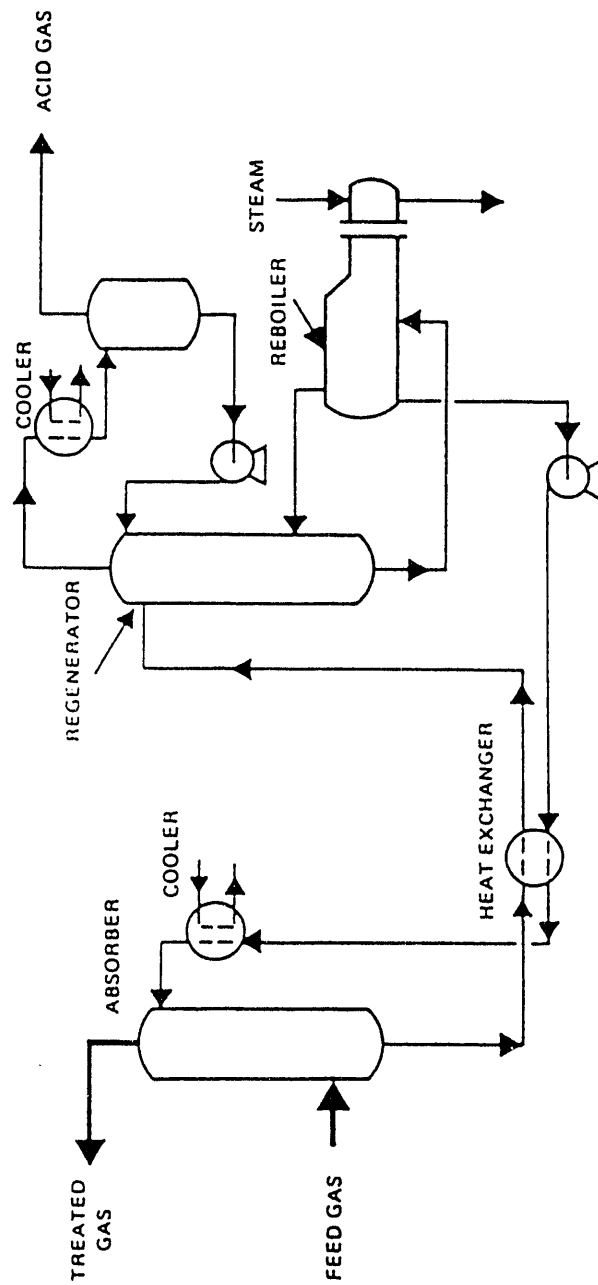 TREATED
GAS
FEED GAS
ABSORBER
COOLER
HEAT EXCHANGER
REGENERATOR
COOLER
REBOILER
STEAM
ACID GAS